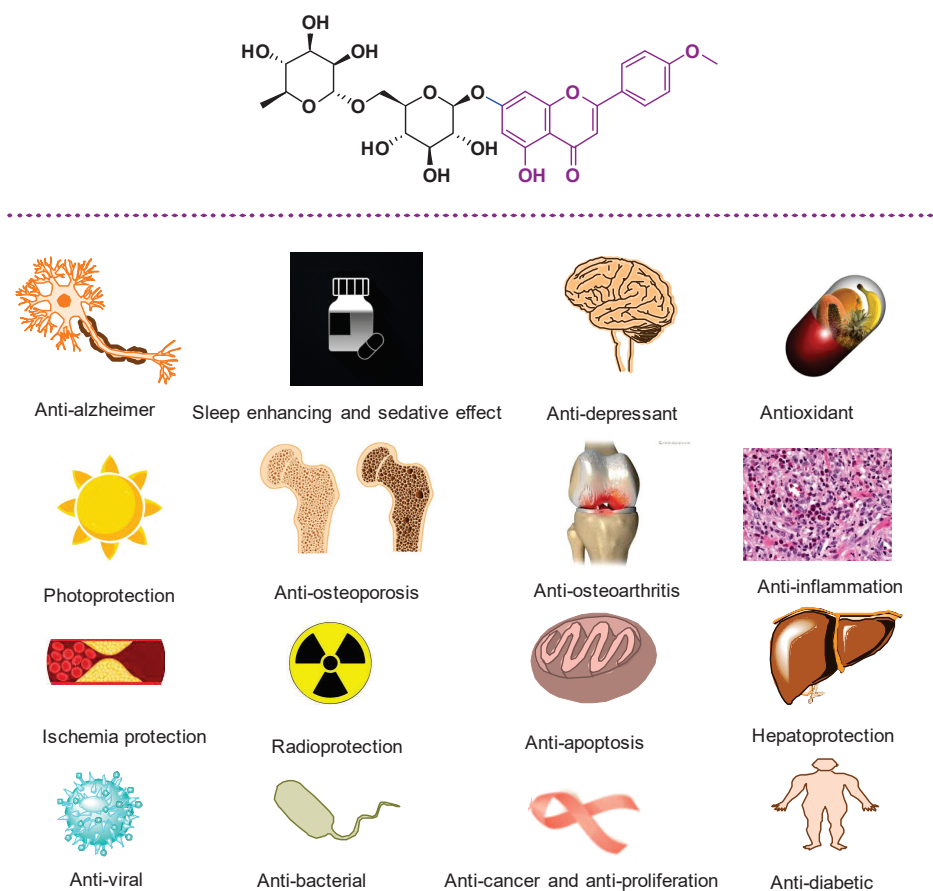 OH
HO
OH
O
O
O
O
O
O
O
HO
OH
OH
OH
O
Anti-alzheimer
Sleep enhancing and sedative effect
Anti-depressant
Antioxidant
Photoprotection
Anti-osteoporosis
Anti-osteoarthritis
Anti-inflammation
Ischemia protection
Radioprotection
Anti-apoptosis
Hepatoprotection
Anti-viral
Anti-bacterial
Anti-cancer and anti-proliferation
Anti-diabetic